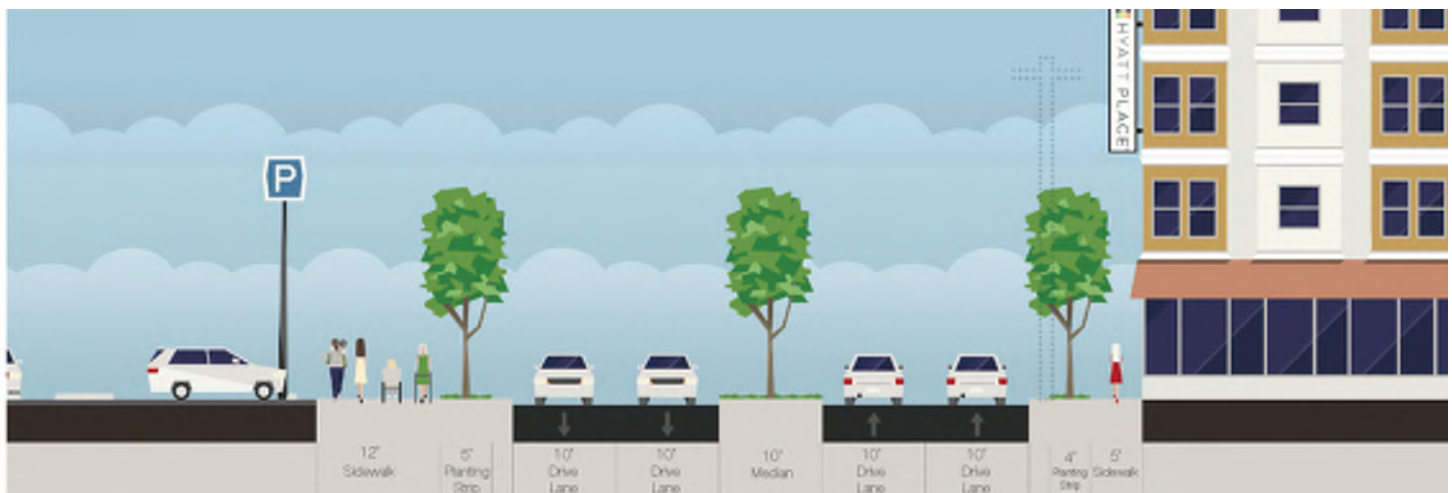 HYATT PLACE
P
12'
Sidewalk
5'
Planting
Strip
10'
Drive
Lane
10'
Drive
Lane
10'
Median
10'
Drive
Lane
10'
Drive
Lane
4'
Planting
Strip
5'
Sidewalk